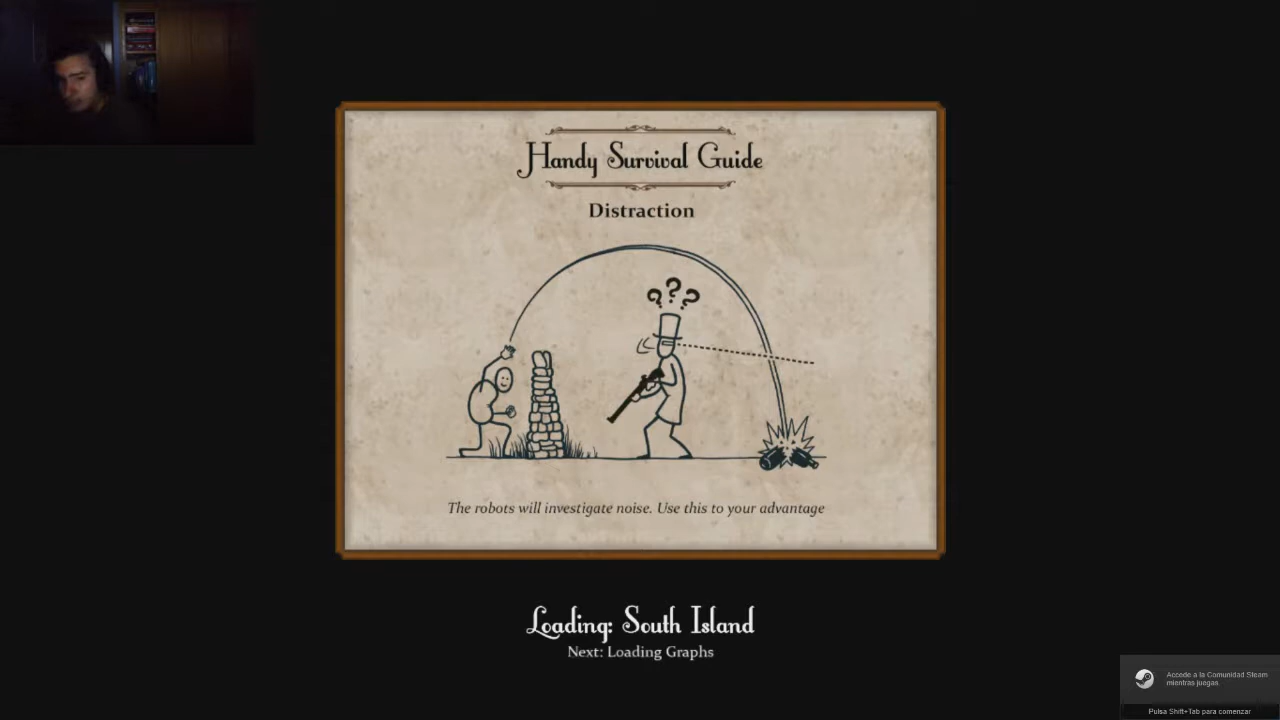 Handy Survival Guide
Distraction
? ? ?
The robots will investigate noise. Use this to your advantage
Loading: South Island
Next: Loading Graphs
Accede a la Comunidad Steam
mientras juegas.
Pulsa Shift+Tab para comenzar